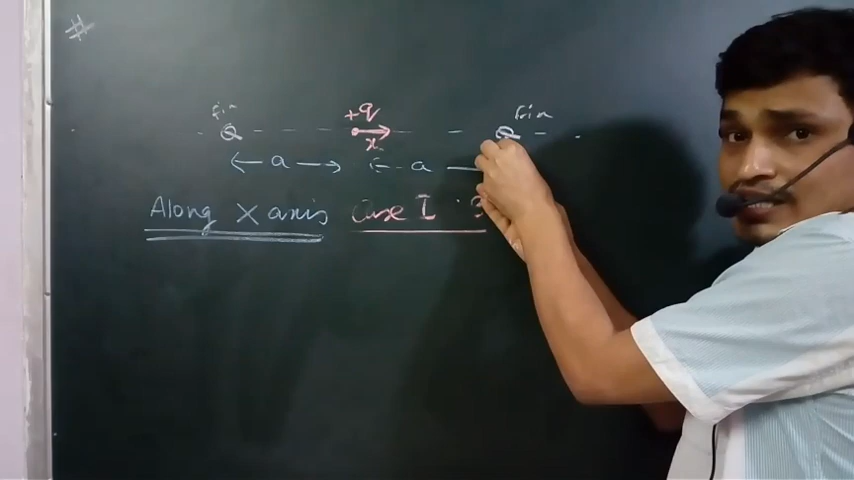 #
fix fix
+q
Q Q
x
a a
Along X axis Case I :